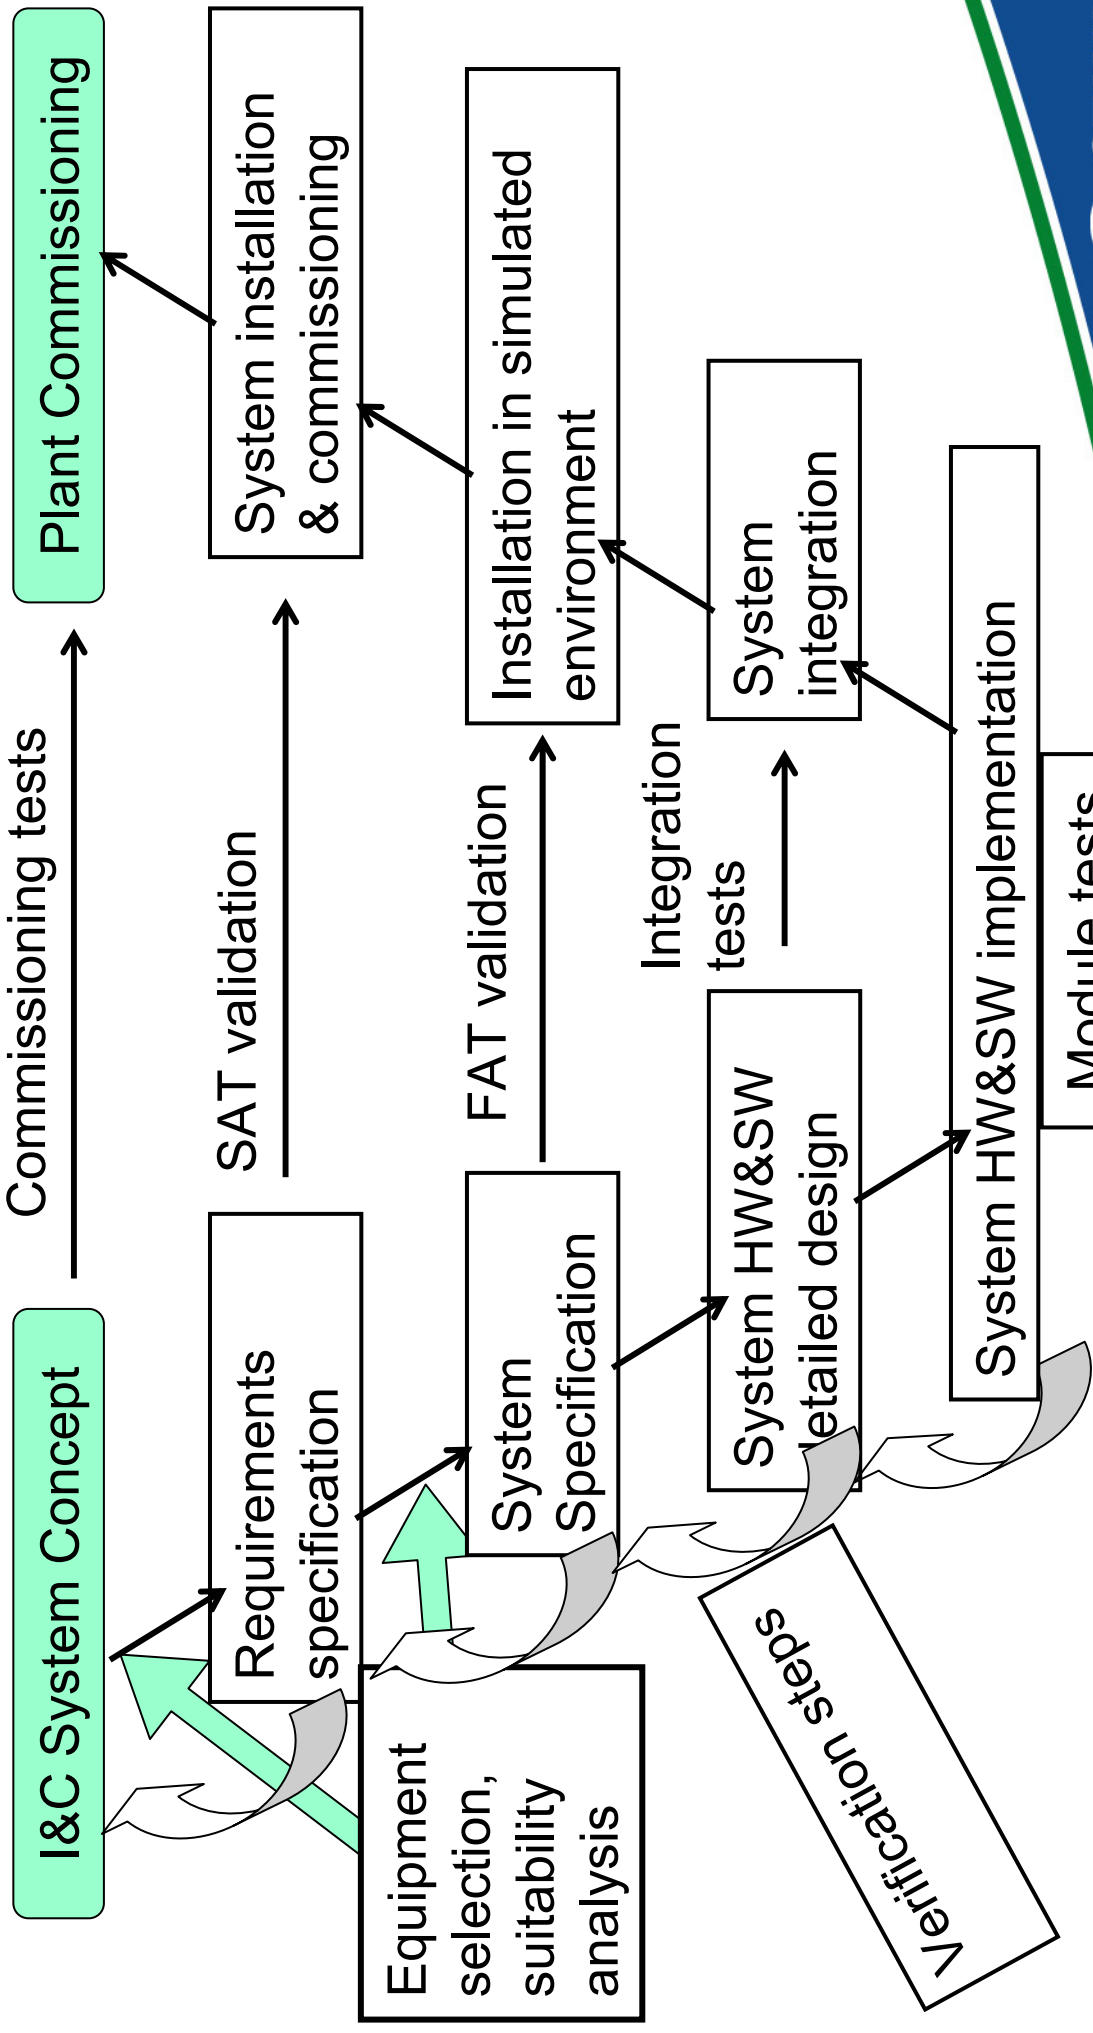 Commissioning tests
I&C System Concept
Plant Commissioning
SAT validation
Requirements
specification
System installation
& commissioning
Equipment
selection,
suitability
analysis
FAT validation
System
Specification
Installation in simulated
environment
Integration
tests
System HW&SW
detailed design
System
integration
Verification steps
System HW&SW implementation
Module tests